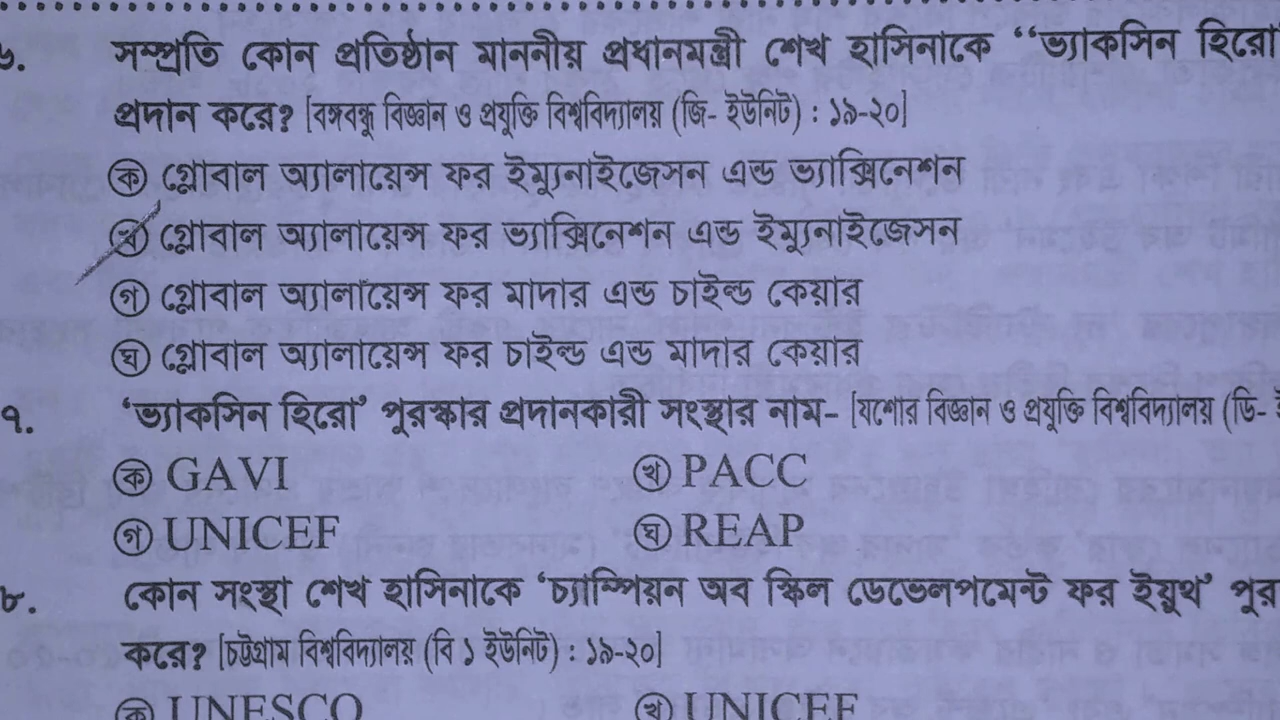 ৬. সম্প্রতি কোন প্রতিষ্ঠান মাননীয় প্রধানমন্ত্রী শেখ হাসিনাকে “ভ্যাকসিন হিরো
প্রদান করে? [বঙ্গবন্ধু বিজ্ঞান ও প্রযুক্তি বিশ্ববিদ্যালয় (জি- ইউনিট) : ১৯-২০]
ক গ্লোবাল অ্যালায়েন্স ফর ইম্যুনাইজেসন এন্ড ভ্যাক্সিনেশন
খ গ্লোবাল অ্যালায়েন্স ফর ভ্যাক্সিনেশন এন্ড ইম্যুনাইজেসন
গ গ্লোবাল অ্যালায়েন্স ফর মাদার এন্ড চাইল্ড কেয়ার
ঘ গ্লোবাল অ্যালায়েন্স ফর চাইল্ড এন্ড মাদার কেয়ার
৭. ‘ভ্যাকসিন হিরো’ পুরস্কার প্রদানকারী সংস্থার নাম- [যশোর বিজ্ঞান ও প্রযুক্তি বিশ্ববিদ্যালয় (ডি-
ক GAVI খ PACC
গ UNICEF ঘ REAP
৮. কোন সংস্থা শেখ হাসিনাকে ‘চ্যাম্পিয়ন অব স্কিল ডেভেলপমেন্ট ফর ইয়ুথ’ পুর
করে? [চট্টগ্রাম বিশ্ববিদ্যালয় (বি ১ ইউনিট) : ১৯-২০]
ক UNESCO খ UNICEF